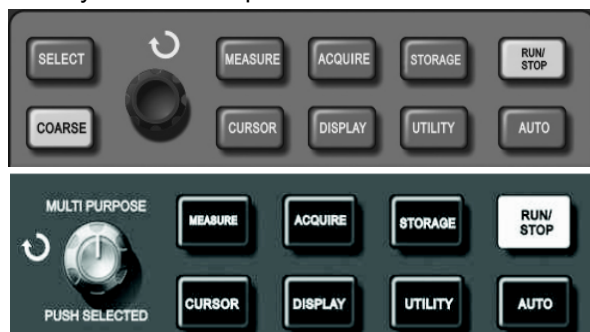 SELECT MEASURE ACQUIRE STORAGE RUN/
STOP
COARSE CURSOR DISPLAY UTILITY AUTO
MULTI PURPOSE
MEASURE ACQUIRE STORAGE RUN/
STOP
PUSH SELECTED
CURSOR DISPLAY UTILITY AUTO